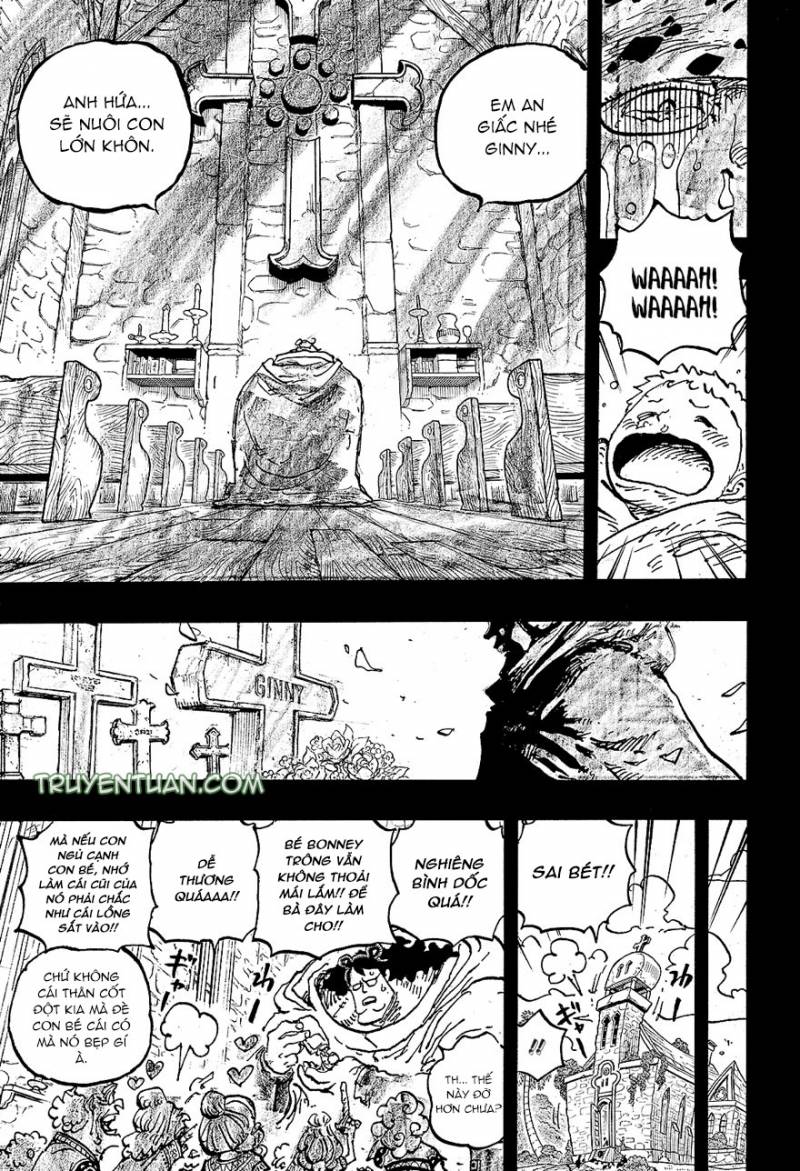 WAAAAH!
WAAAAH!
EM AN
GIẤC NHÉ
GINNY...
ANH HỨA...
SẼ NUÔI CON
LỚN KHÔN.
GINNY
TRUYENTUAN.COM
SAI BÉT!!
NGHIÊNG
BÌNH DỐC
QUÁ!!
BÉ BONNEY
TRÔNG VẪN
KHÔNG THOẢI
MÁI LẮM!! ĐỂ
BÀ ĐÂY LÀM
CHO!!
DỄ
THƯƠNG
QUÁAAA!!
MÀ NẾU CON
NGỦ CẠNH
CON BÉ, NHỚ
LÀM CÁI CŨI CỦA
NÓ PHẢI CHẮC
NHƯ CÁI LỒNG
SẮT VÀO!!
CHỨ KHÔNG
CÁI THÂN CỐT
ĐỘT KIA MÀ ĐÈ
CON BÉ CÁI CÓ
MÀ NÓ BẸP GÍ
À.
TH... THẾ
NÀY ĐỠ
HƠN CHƯA?